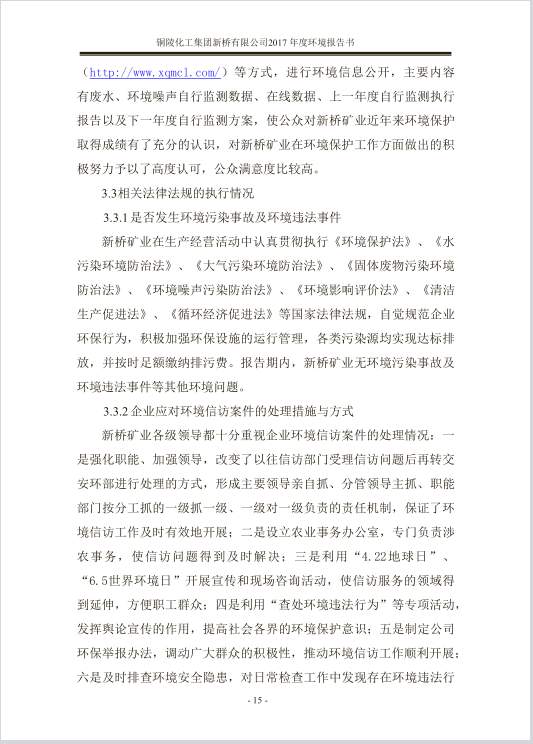 铜陵化工集团新桥有限公司2017 年度环境报告书
（http://www.xqmcl.com/）等方式，进行环境信息公开，主要内容
有废水、环境噪声自行监测数据、在线数据、上一年度自行监测执行
报告以及下一年度自行监测方案，使公众对新桥矿业近年来环境保护
取得成绩有了充分的认识，对新桥矿业在环境保护工作方面做出的积
极努力予以了高度认可，公众满意度比较高。
3.3相关法律法规的执行情况
3.3.1 是否发生环境污染事故及环境违法事件
新桥矿业在生产经营活动中认真贯彻执行《环境保护法》、《水
污染环境防治法》、《大气污染环境防治法》、《固体废物污染环境
防治法》、《环境噪声污染防治法》、《环境影响评价法》、《清洁
生产促进法》、《循环经济促进法》等国家法律法规，自觉规范企业
环保行为，积极加强环保设施的运行管理，各类污染源均实现达标排
放，并按时足额缴纳排污费。报告期内，新桥矿业无环境污染事故及
环境违法事件等其他环境问题。
3.3.2 企业应对环境信访案件的处理措施与方式
新桥矿业各级领导都十分重视企业环境信访案件的处理情况：一
是强化职能、加强领导，改变了以往信访部门受理信访问题后再转交
安环部进行处理的方式，形成主要领导亲自抓、分管领导主抓、职能
部门按分工抓的一级抓一级、一级对一级负责的责任机制，保证了环
境信访工作及时有效地开展；二是设立农业事务办公室，专门负责涉
农事务，使信访问题得到及时解决；三是利用“4.22地球日”、
“6.5世界环境日”开展宣传和现场咨询活动，使信访服务的领域得
到延伸，方便职工群众；四是利用“查处环境违法行为”等专项活动，
发挥舆论宣传的作用，提高社会各界的环境保护意识；五是制定公司
环保举报办法，调动广大群众的积极性，推动环境信访工作顺利开展；
六是及时排查环境安全隐患，对日常检查工作中发现存在环境违法行
- 15 -